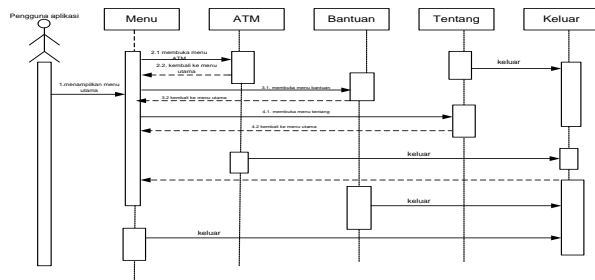 Pengguna aplikasi
Menu
ATM
Bantuan
Tentang
Keluar
2.1 membuka menu
ATM
2.2. kembali ke menu
utama
keluar
1.menampilkan menu
utama
3.1. membuka menu bantuan
3.2 kembali ke menu utama
4.1. membuka menu tentang
4.2 kembali ke menu utama
keluar
keluar
keluar